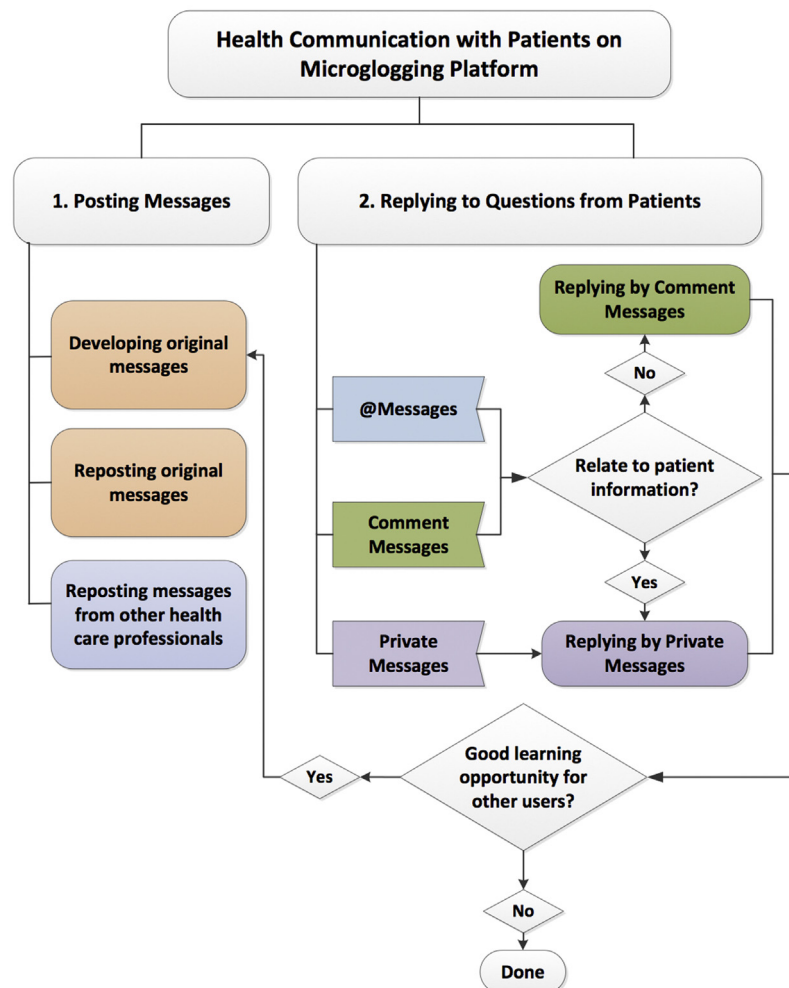 Health Communication with Patients on
Microglogging Platform
1. Posting Messages
2. Replying to Questions from Patients
Developing original
messages
Reposting original
messages
Reposting messages
from other health
care professionals
@Messages
Comment
Messages
Private
Messages
Replying by Comment
Messages
No
Relate to patient
information?
Yes
Replying by Private
Messages
Good learning
opportunity for
other users?
Yes
No
Done